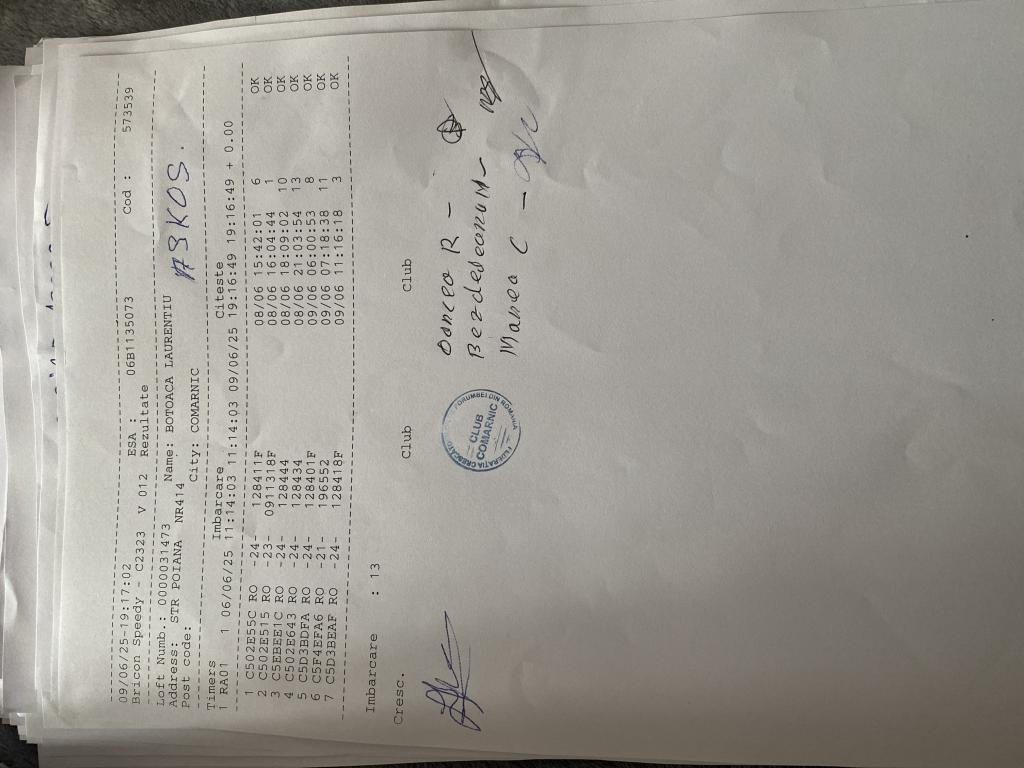 09/06/25-19:17:02 ESA : 06B1135073 Cod : 573539
Bricon Speedy - C2323 V 012 Rezultate
Loft Numb.: 0000031473 Name: BOTOACA LAURENTIU
Address: STR POIANA NR414 City: COMARNIC
Post code:
ASKOS.
Timers Imbarcare Citeste
1 RA01 1 06/06/25 11:14:03 11:14:03 09/06/25 19:16:49 19:16:49 + 0.00
1 C502E55C RO -24- 128411F 08/06 15:42:01 6 OK
2 C502E515 RO -23- 0911318F 08/06 16:04:44 1 OK
3 C5EBEE1C RO -24- 128444 08/06 18:09:02 10 OK
4 C502E643 RO -24- 128434 08/06 21:03:54 13 OK
5 C5D3BDFA RO -24- 128401F 09/06 06:00:53 8 OK
6 C5F4EFA6 RO -21- 196552 09/06 07:18:38 11 OK
7 C5D3BEAF RO -24- 128418F 09/06 11:16:18 3 OK
Imbarcare : 13
Cresc. Club Club
Doncea R -
Manea C -
CLUB
COMARNIC